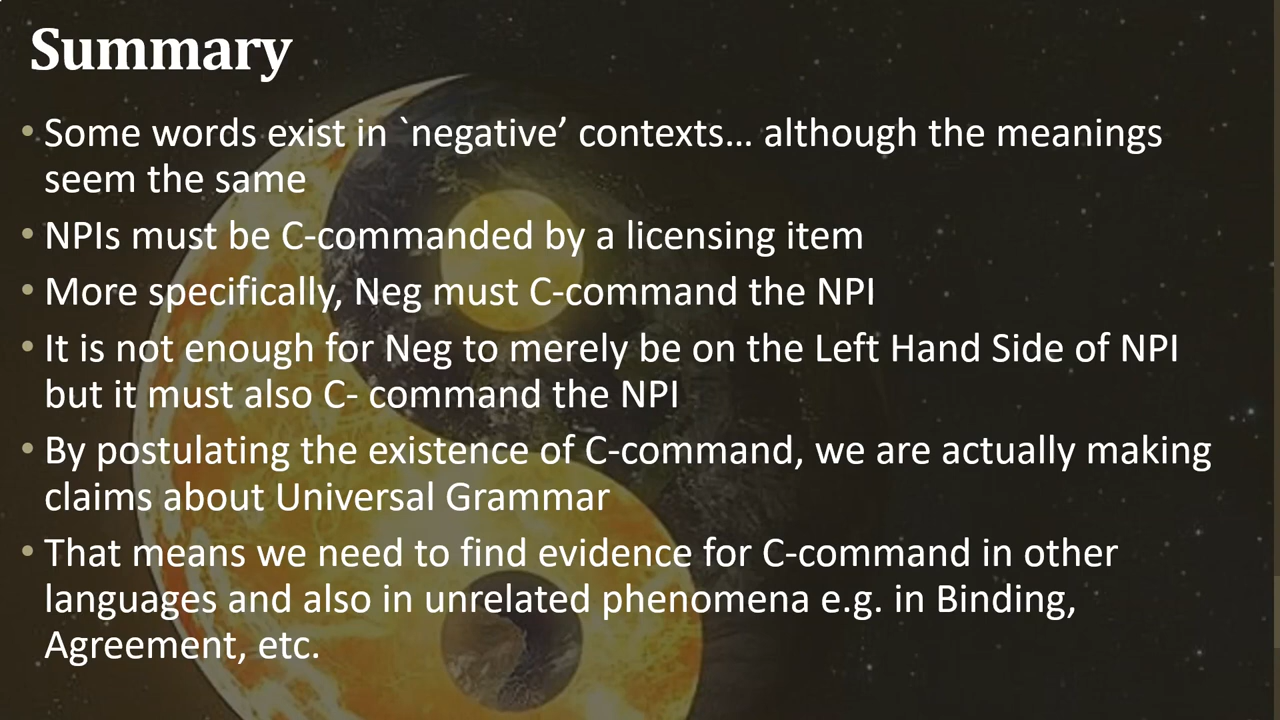 Summary
• Some words exist in `negative’ contexts… although the meanings
seem the same
• NPIs must be C-commanded by a licensing item
• More specifically, Neg must C-command the NPI
• It is not enough for Neg to merely be on the Left Hand Side of NPI
but it must also C- command the NPI
• By postulating the existence of C-command, we are actually making
claims about Universal Grammar
• That means we need to find evidence for C-command in other
languages and also in unrelated phenomena e.g. in Binding,
Agreement, etc.